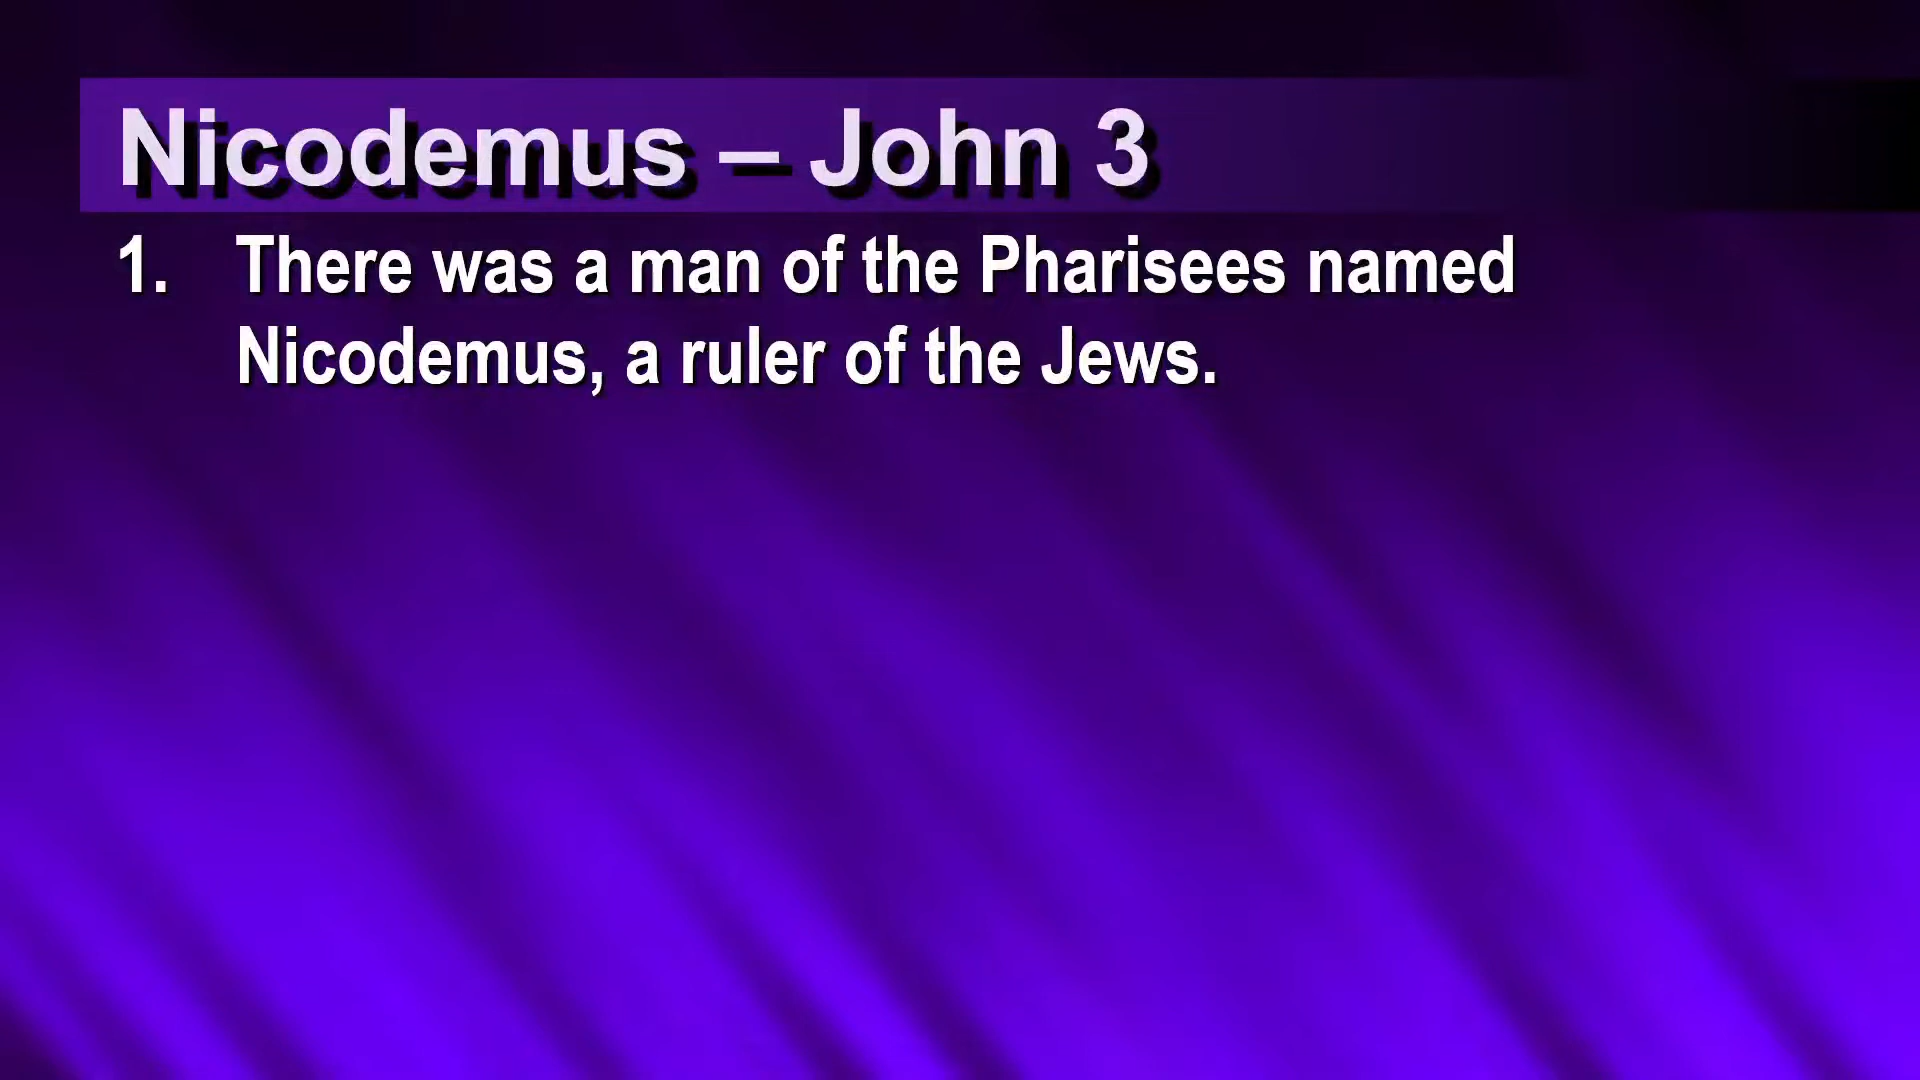 Nicodemus – John 3
1. There was a man of the Pharisees named
Nicodemus, a ruler of the Jews.